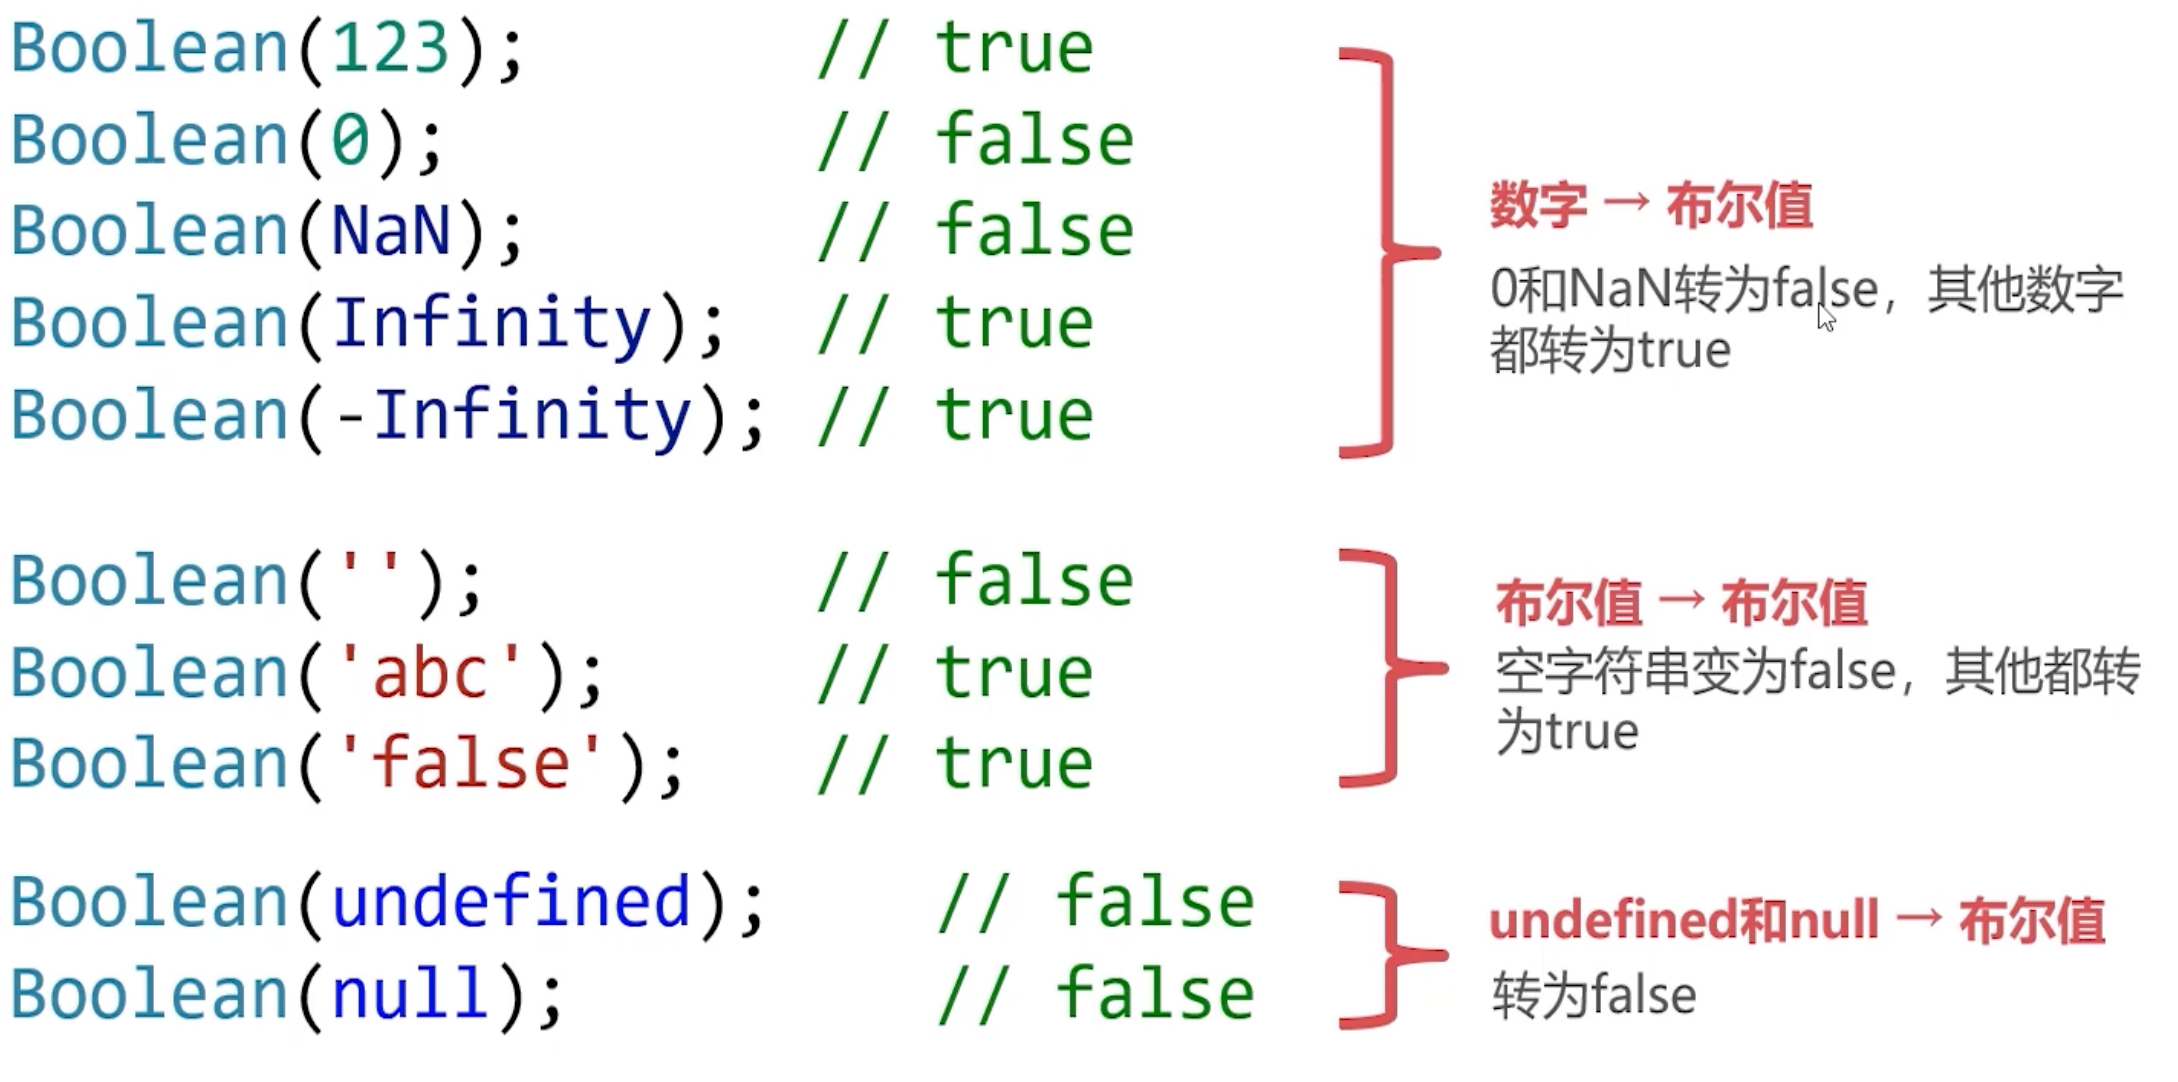 Boolean(123); // true
Boolean(0); // false
Boolean(NaN); // false
Boolean(Infinity); // true
Boolean(-Infinity); // true
数字 → 布尔值
0和NaN转为false，其他数字
都转为true
Boolean(''); // false
Boolean('abc'); // true
Boolean('false'); // true
布尔值 → 布尔值
空字符串变为false，其他都转
为true
Boolean(undefined); // false
Boolean(null); // false
undefined和null → 布尔值
转为false